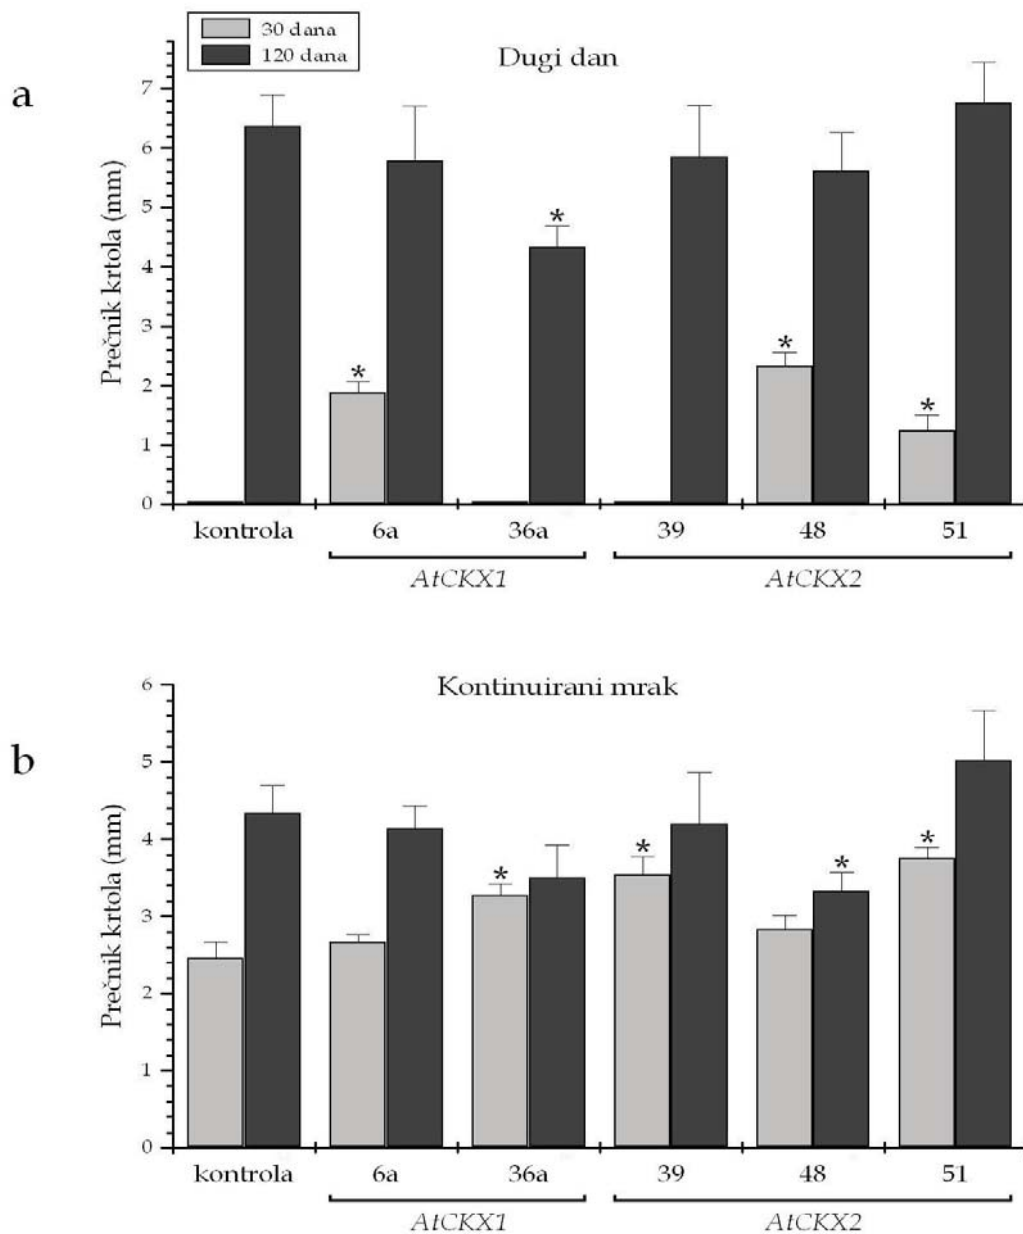 30 dana
120 dana
Dugi dan
a
Prečnik krtola (mm)
7
6
5
4
3
2
1
0
* * * *
kontrola 6a 36a 39 48 51
AtCKX1 AtCKX2
Kontinuirani mrak
b
Prečnik krtola (mm)
6
5
4
3
2
1
0
* * * *
kontrola 6a 36a 39 48 51
AtCKX1 AtCKX2